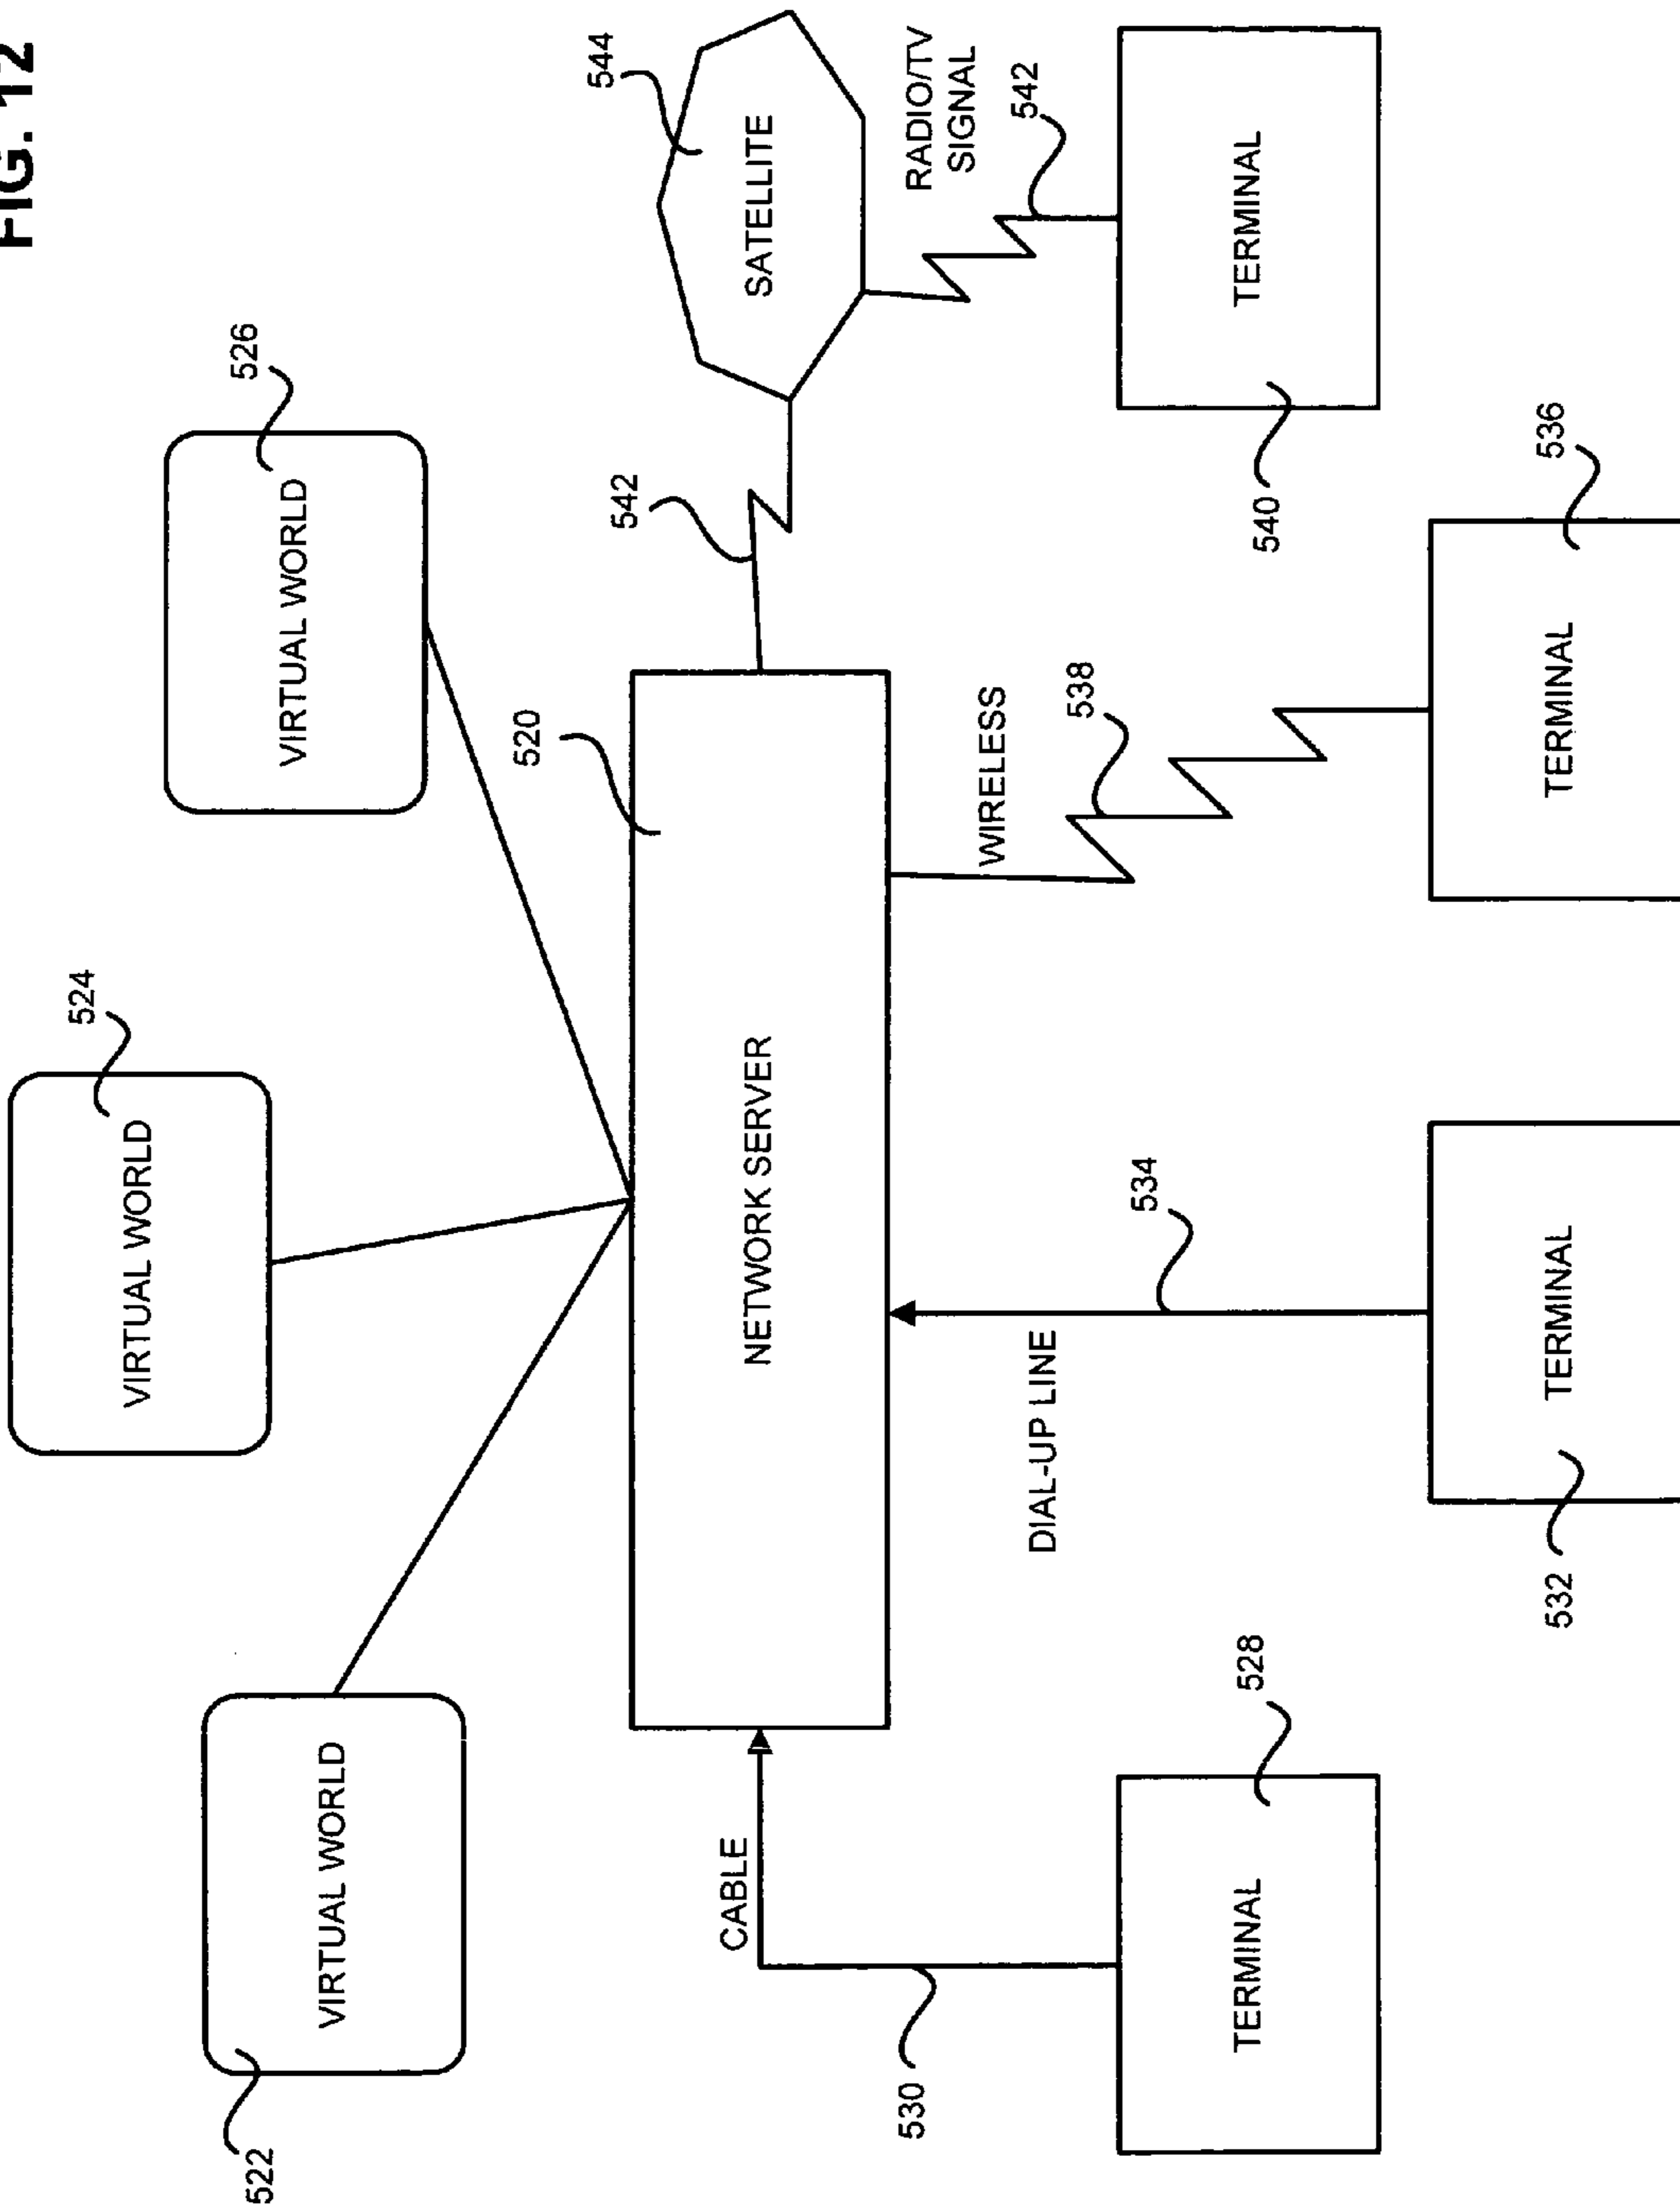 FIG. 12
524
VIRTUAL WORLD
526
VIRTUAL WORLD
522
VIRTUAL WORLD
520
NETWORK SERVER
542
544
SATELLITE
CABLE
530
DIAL-UP LINE
534
WIRELESS
538
RADIO/TV
SIGNAL
542
528
TERMINAL
532
TERMINAL
536
TERMINAL
540
TERMINAL